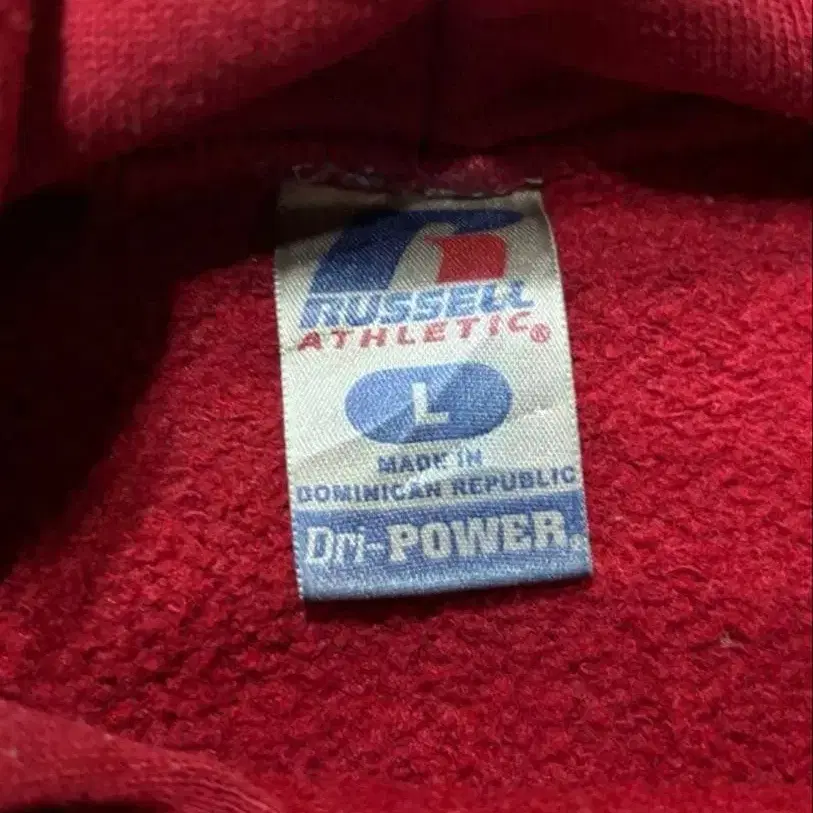 RUSSELL
ATHLETIC®
L
MADE IN
DOMINICAN REPUBLIC
Dri-POWER®